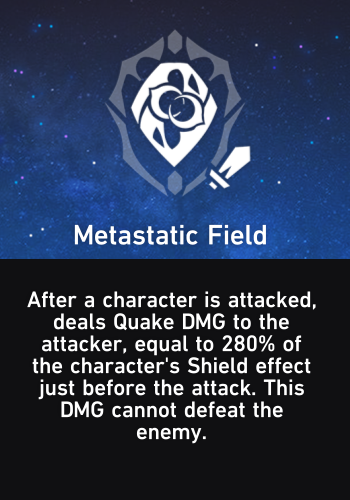 Metastatic Field
After a character is attacked,
deals Quake DMG to the
attacker, equal to 280% of
the character's Shield effect
just before the attack. This
DMG cannot defeat the
enemy.